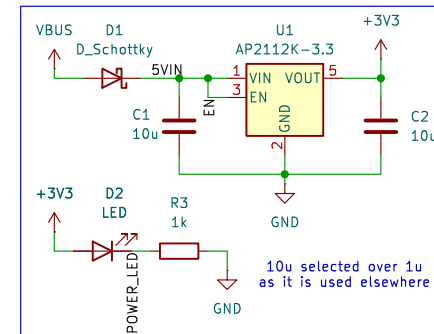 VBUS
D1
D_Schottky
5VIN
EN
U1
AP2112K-3.3
1
VIN
VOUT
5
3
EN
GND
2
+3V3
C1
10u
C2
10u
GND
+3V3
D2
LED
POWER_LED
R3
1k
GND
10u selected over 1u
as it is used elsewhere